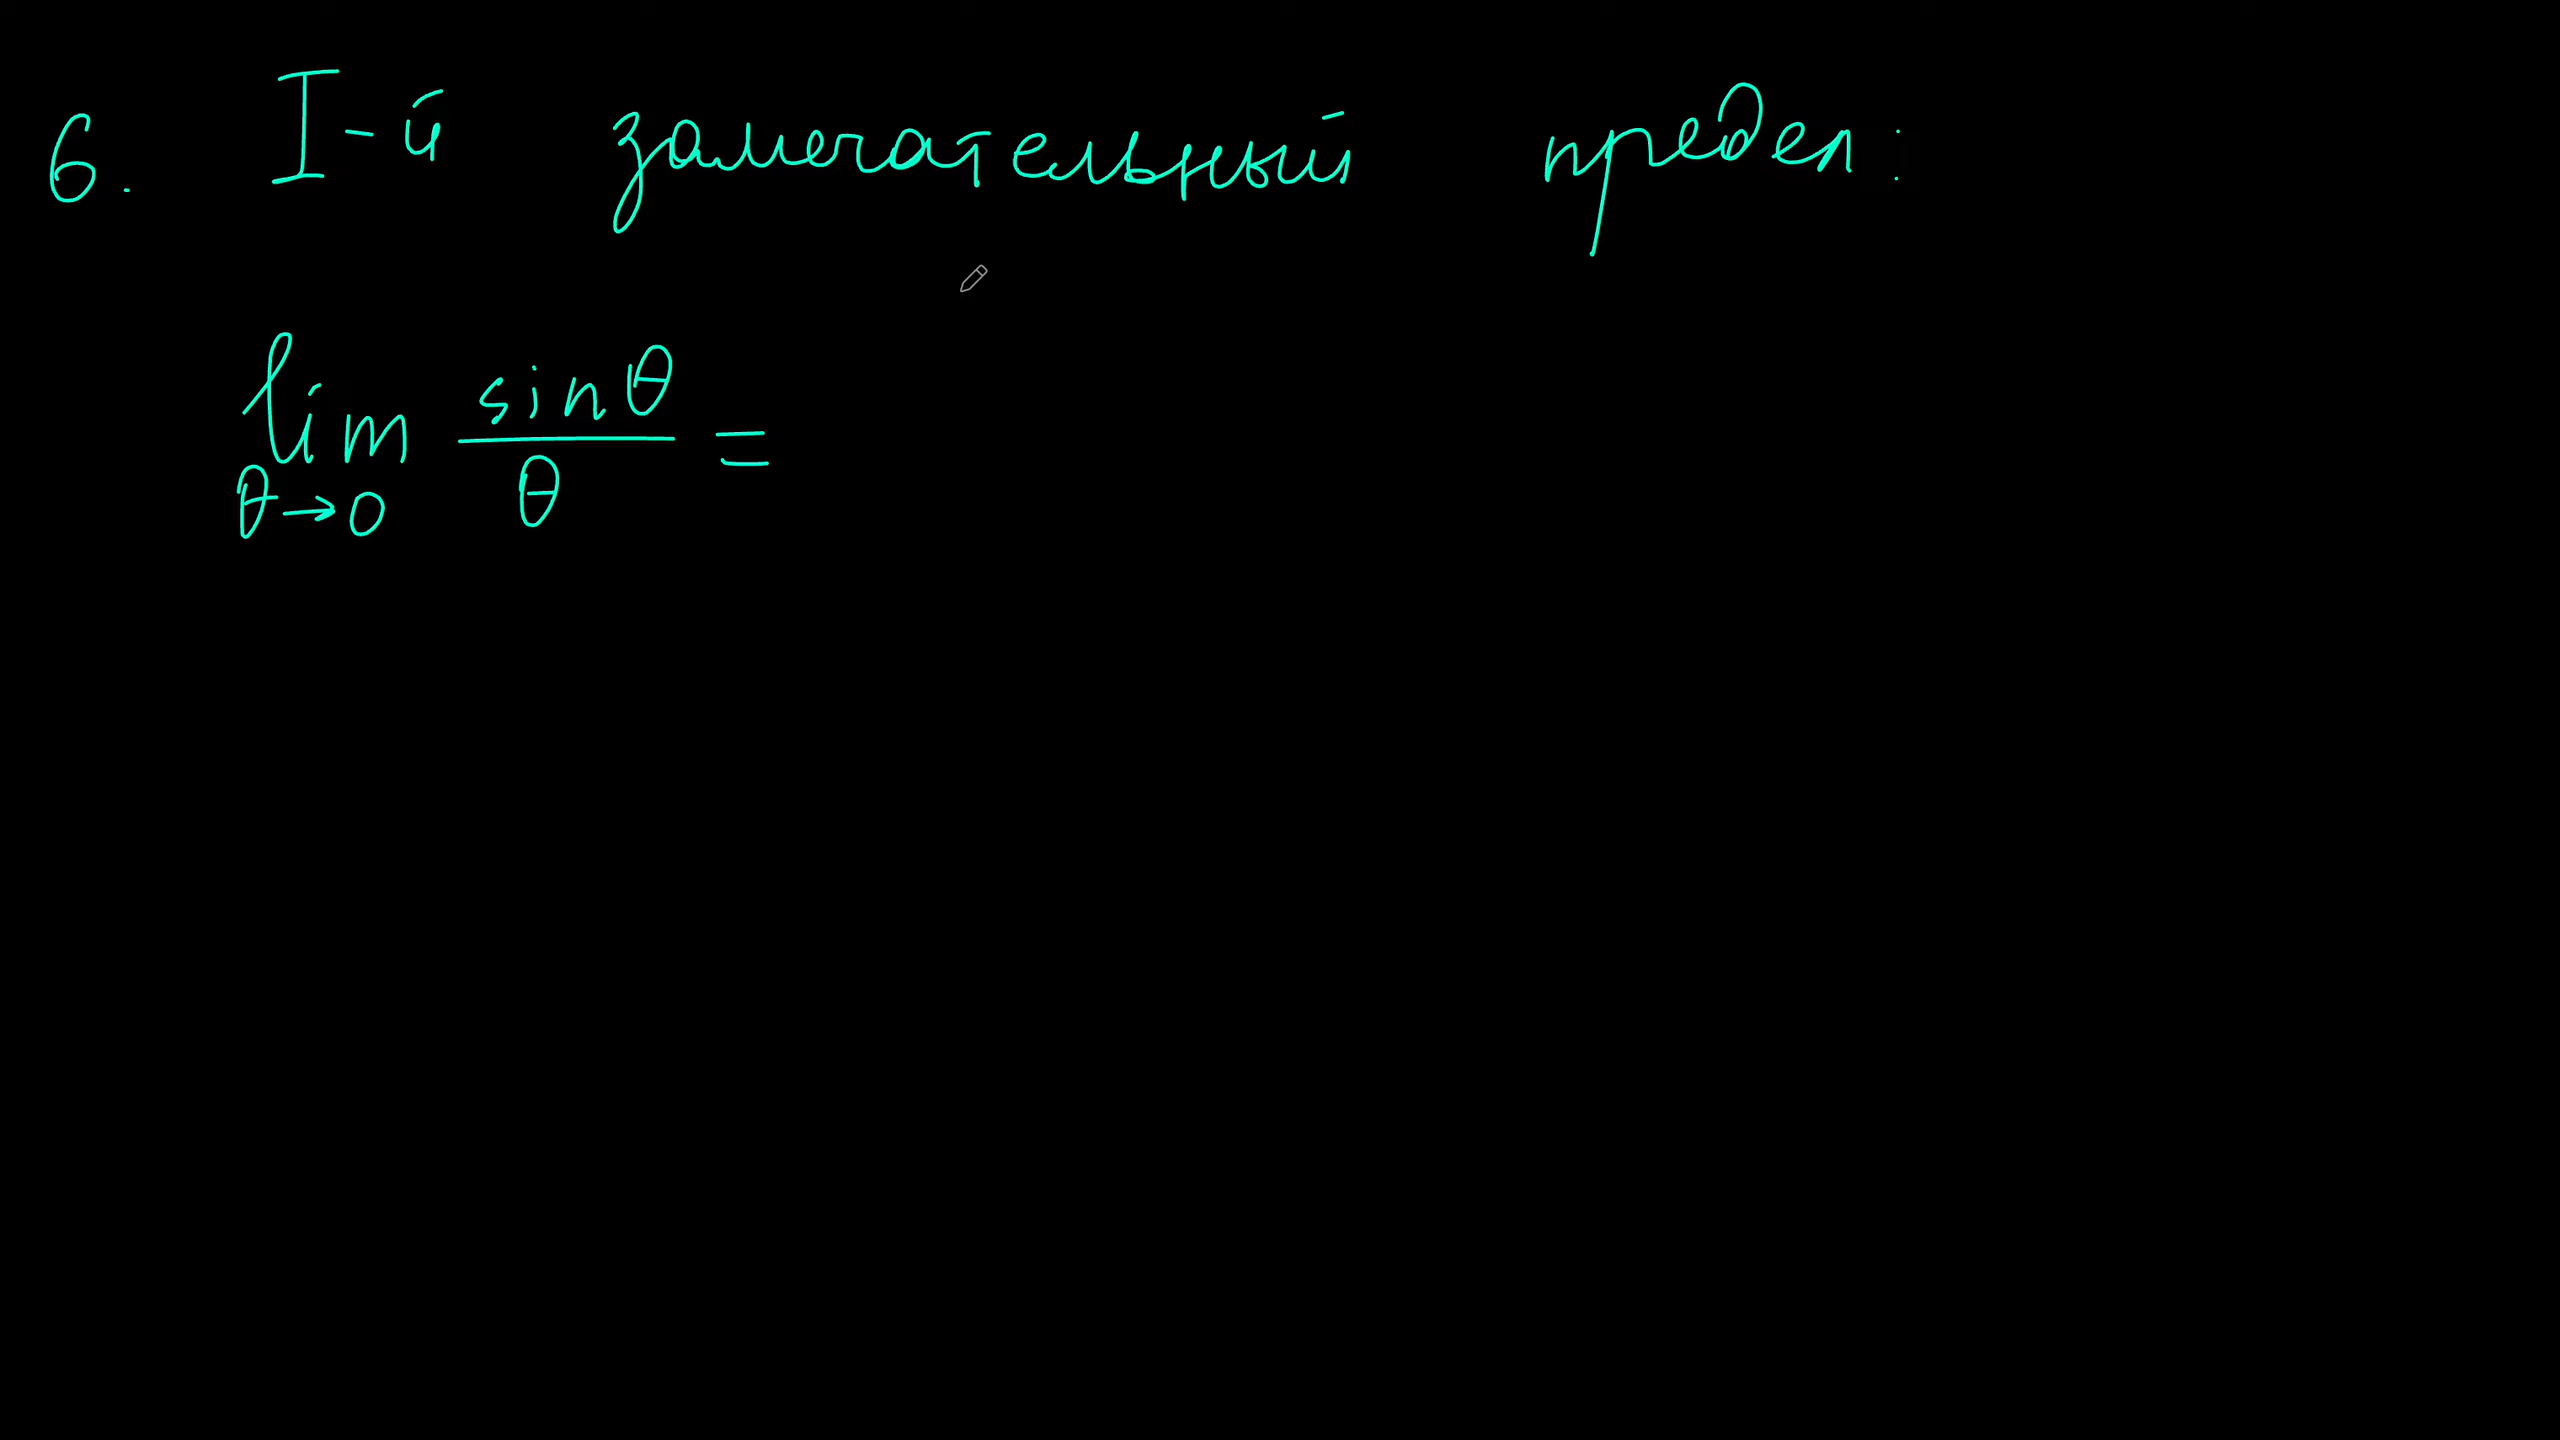 6. I-й замечательный предел:
lim sinθ/θ =
θ→0